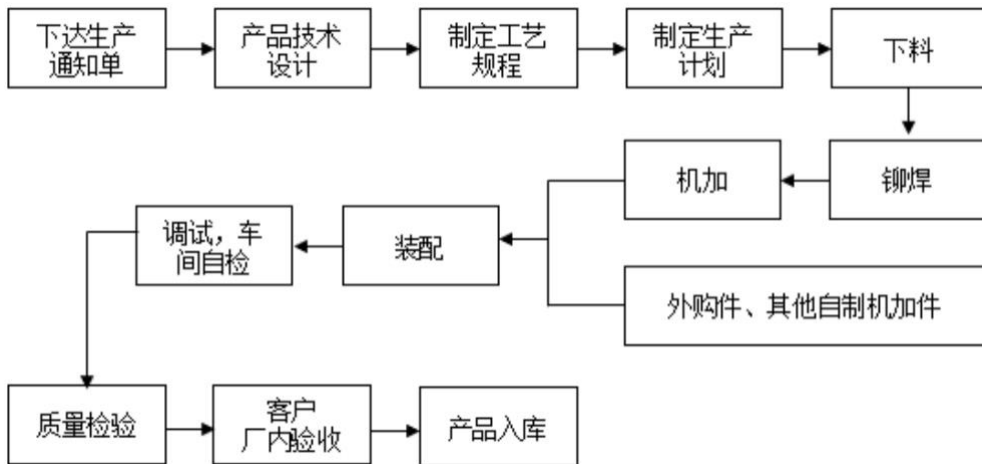 下达生产
通知单
产品技术
设计
制定工艺
规程
制定生产
计划
下料
铆焊
机加
外购件、其他自制机加件
装配
调试，车
间自检
质量检验
客户
厂内验收
产品入库